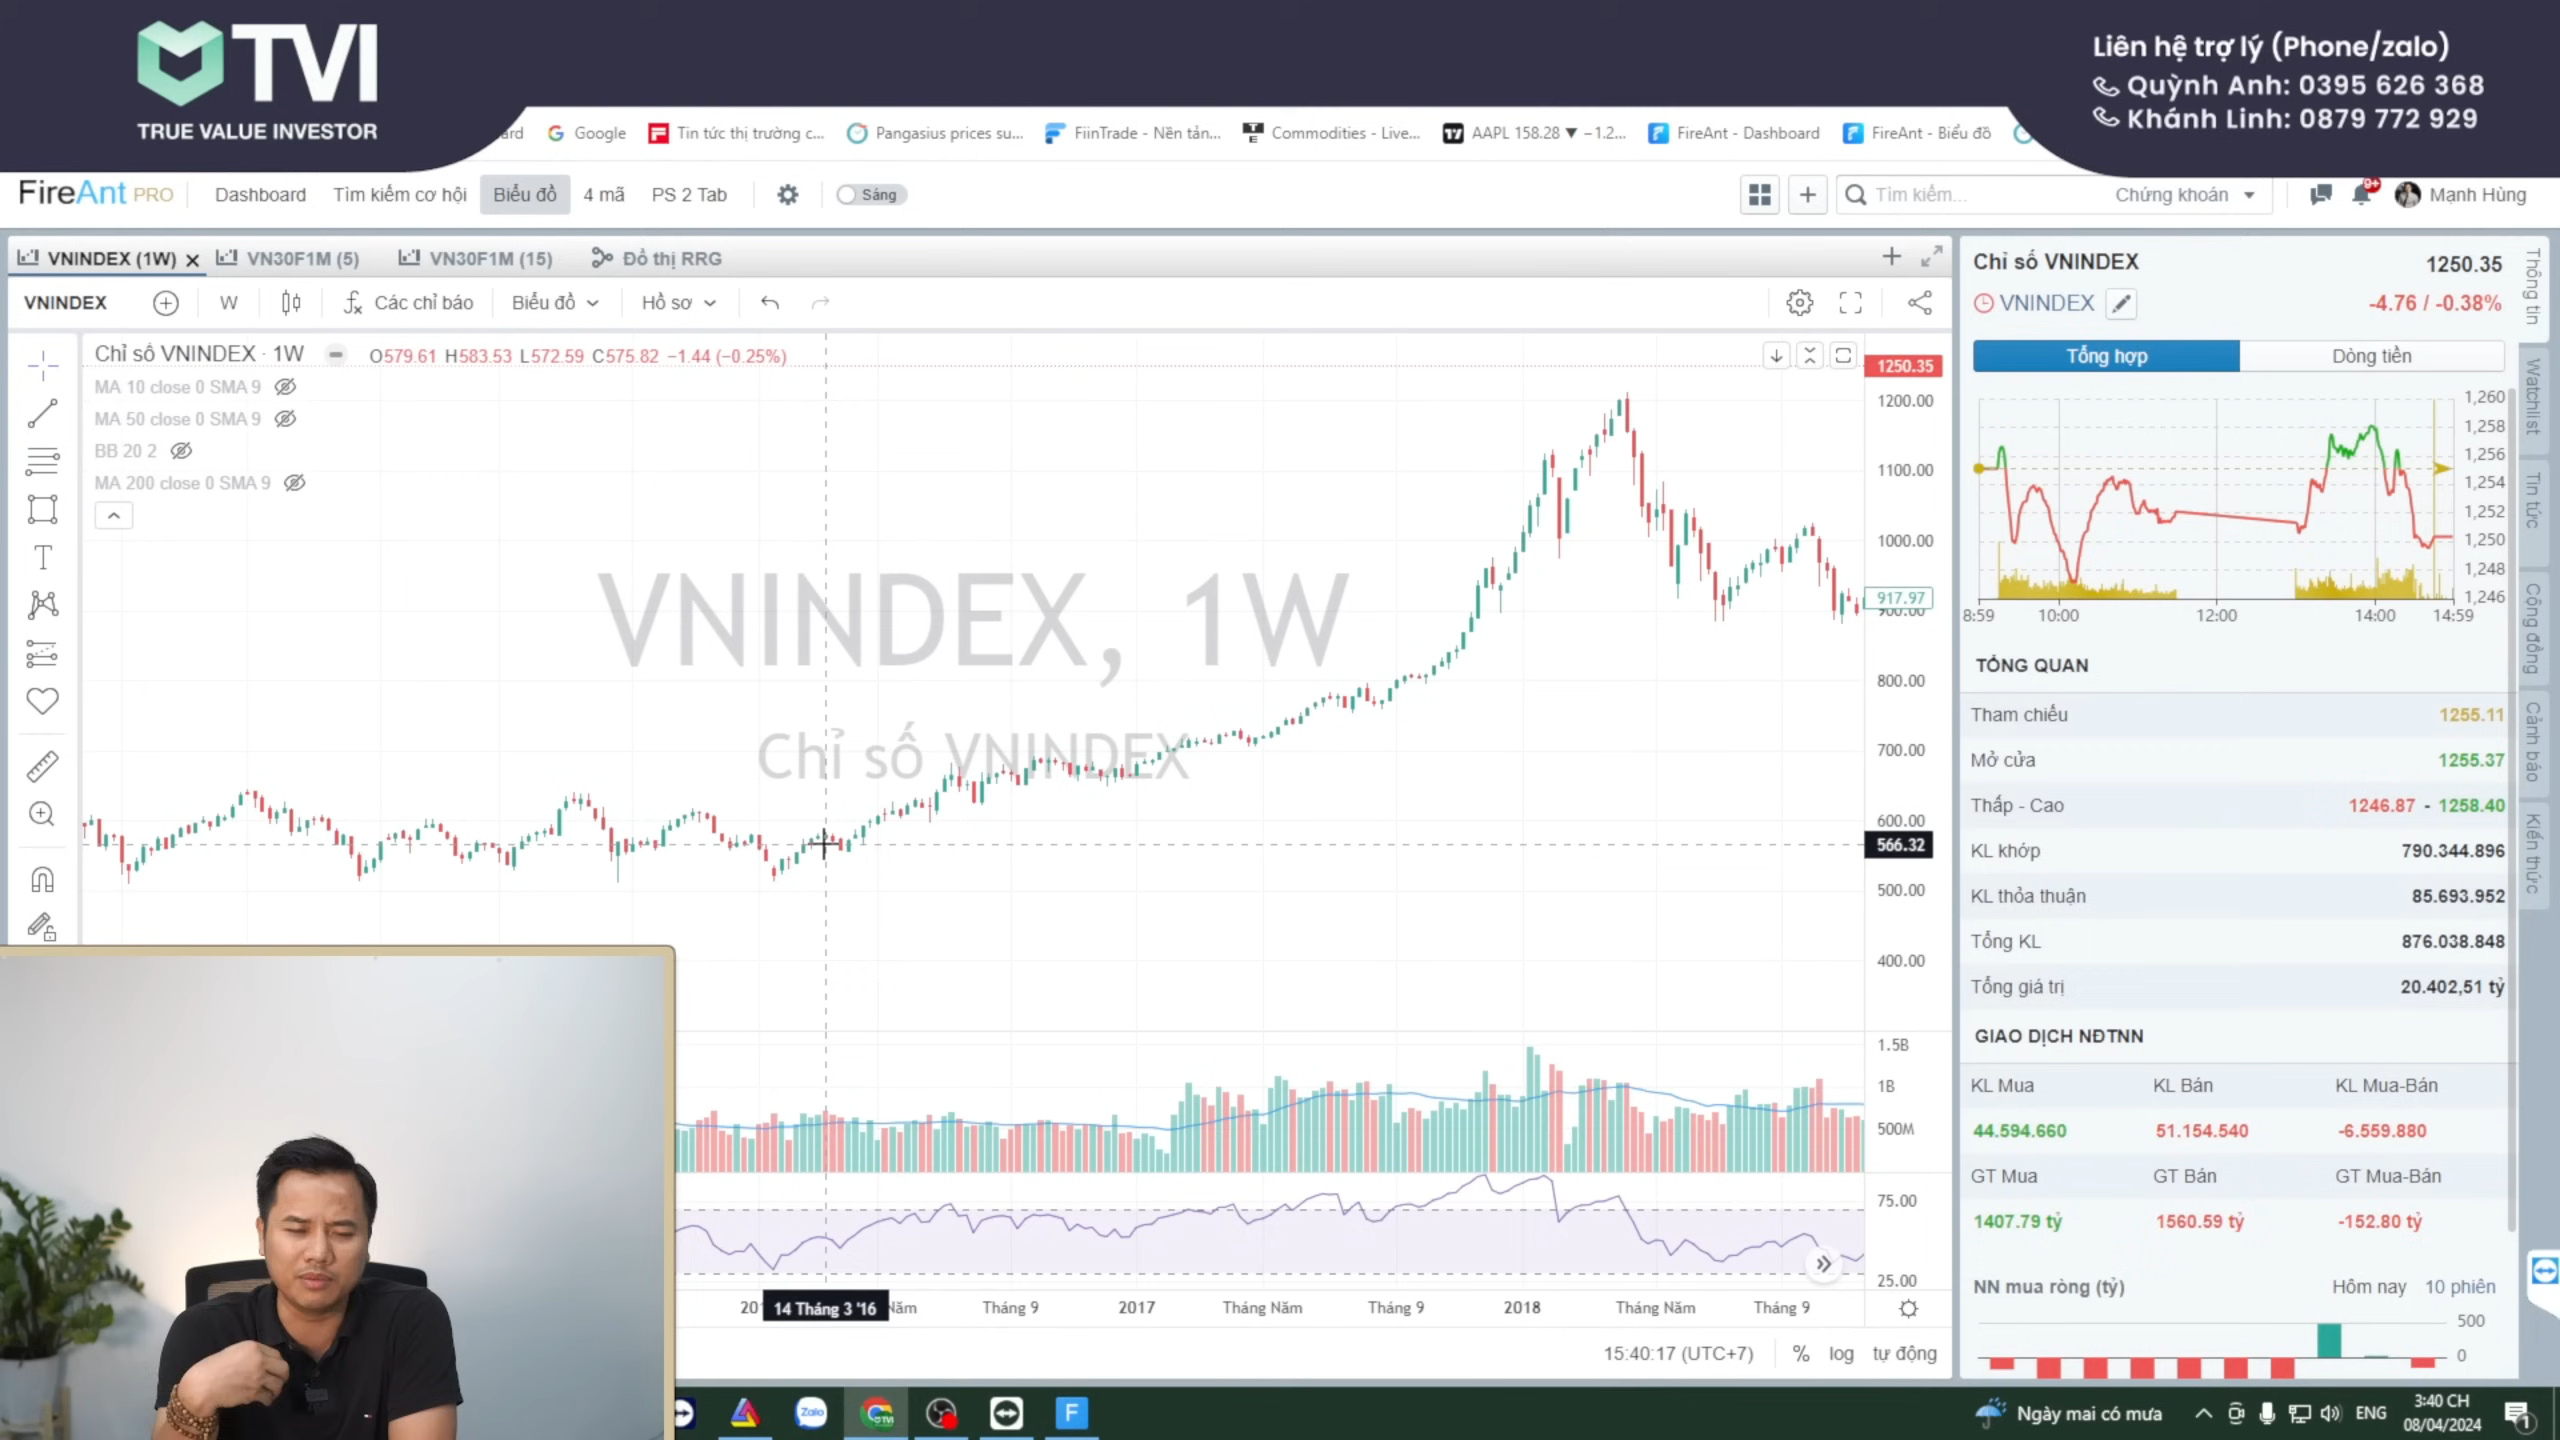 TVI
TRUE VALUE INVESTOR
Liên hệ trợ lý (Phone/zalo)
Quỳnh Anh: 0395 626 368
Khánh Linh: 0879 772 929
Google
Tin tức thị trường c...
Pangasius prices su...
FiinTrade - Nền tản...
Commodities - Live...
AAPL 158.28 ▼ −1.2...
FireAnt - Dashboard
FireAnt - Biểu đồ
FireAnt PRO
Dashboard
Tìm kiếm cơ hội
Biểu đồ
4 mã
PS 2 Tab
Sáng
Tìm kiếm...
Chứng khoán
9+
Mạnh Hùng
VNINDEX (1W)
VN30F1M (5)
VN30F1M (15)
Đồ thị RRG
VNINDEX
W
Các chỉ báo
Biểu đồ
Hồ sơ
Chỉ số VNINDEX · 1W
O579.61 H583.53 L572.59 C575.82 −1.44 (−0.25%)
MA 10 close 0 SMA 9
MA 50 close 0 SMA 9
BB 20 2
MA 200 close 0 SMA 9
VNINDEX, 1W
Chỉ số VNINDEX
1250.35
1200.00
1100.00
1000.00
917.97
900.00
800.00
700.00
600.00
566.32
500.00
400.00
1.5B
1B
500M
75.00
25.00
14 Tháng 3 '16
Năm
Tháng 9
2017
Tháng Năm
Tháng 9
2018
Tháng Năm
Tháng 9
15:40:17 (UTC+7)
%
log
tự động
Chỉ số VNINDEX
1250.35
VNINDEX
-4.76 / -0.38%
Tổng hợp
Dòng tiền
1,260
1,258
1,256
1,254
1,252
1,250
1,248
1,246
8:59
10:00
12:00
14:00
14:59
TỔNG QUAN
Tham chiếu 1255.11
Mở cửa 1255.37
Thấp - Cao 1246.87 - 1258.40
KL khớp 790.344.896
KL thỏa thuận 85.693.952
Tổng KL 876.038.848
Tổng giá trị 20.402,51 tỷ
GIAO DỊCH NĐTNN
KL Mua KL Bán KL Mua-Bán
44.594.660 51.154.540 -6.559.880
GT Mua GT Bán GT Mua-Bán
1407.79 tỷ 1560.59 tỷ -152.80 tỷ
NN mua ròng (tỷ)
Hôm nay
10 phiên
500
0
Thông tin
Watchlist
Tin tức
Cộng đồng
Cảnh báo
Kiến thức
Zalo
F
Ngày mai có mưa
ENG
3:40 CH
08/04/2024
1